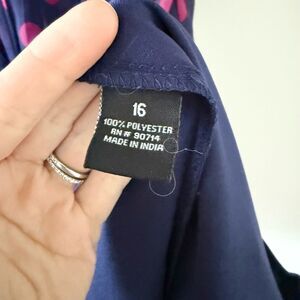 16
100% POLYESTER
RN # 90714
MADE IN INDIA